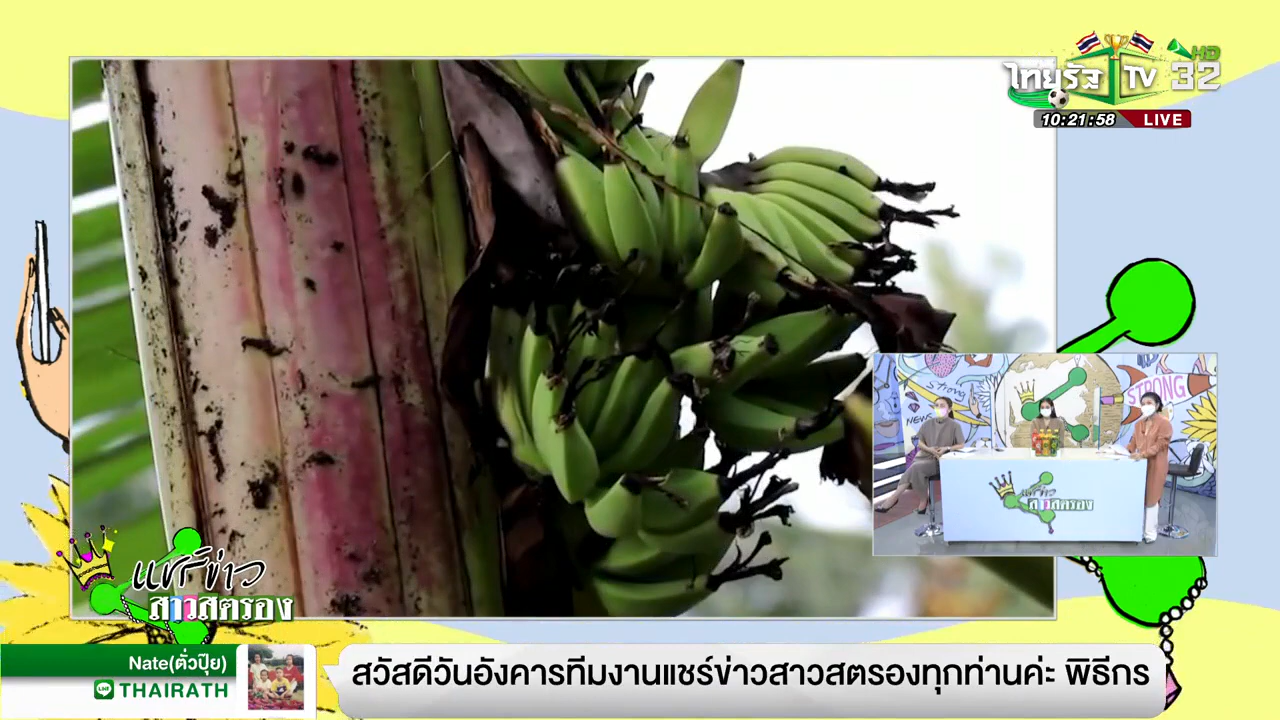 ไทยรัฐ TV 32 HD
10:21:58 LIVE
strong
NEWS
STRONG
แชร์ข่าว
สาวสตรอง
แชร์ข่าว
สาวสตรอง
Nate(ตั่วปุ๊ย)
LINE THAIRATH
สวัสดีวันอังคารทีมงานแชร์ข่าวสาวสตรองทุกท่านค่ะ พิธีกร